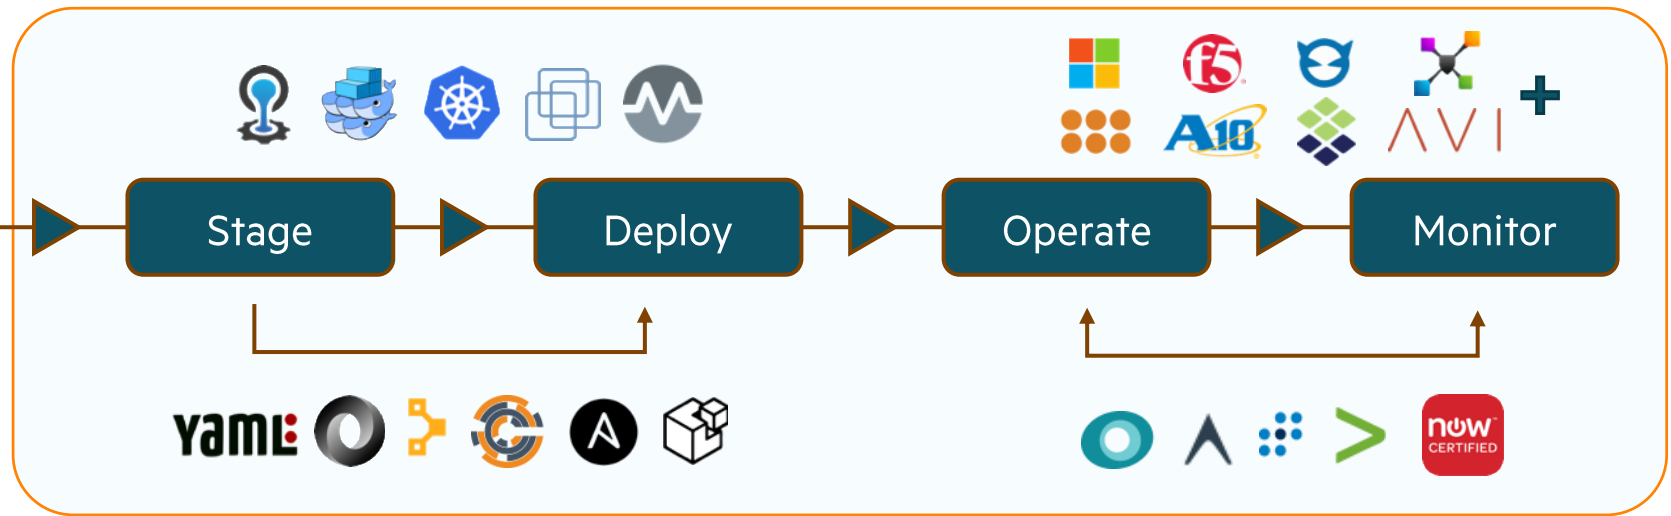 f5
A10
AVI
Stage
Deploy
Operate
Monitor
YAML:
now
CERTIFIED